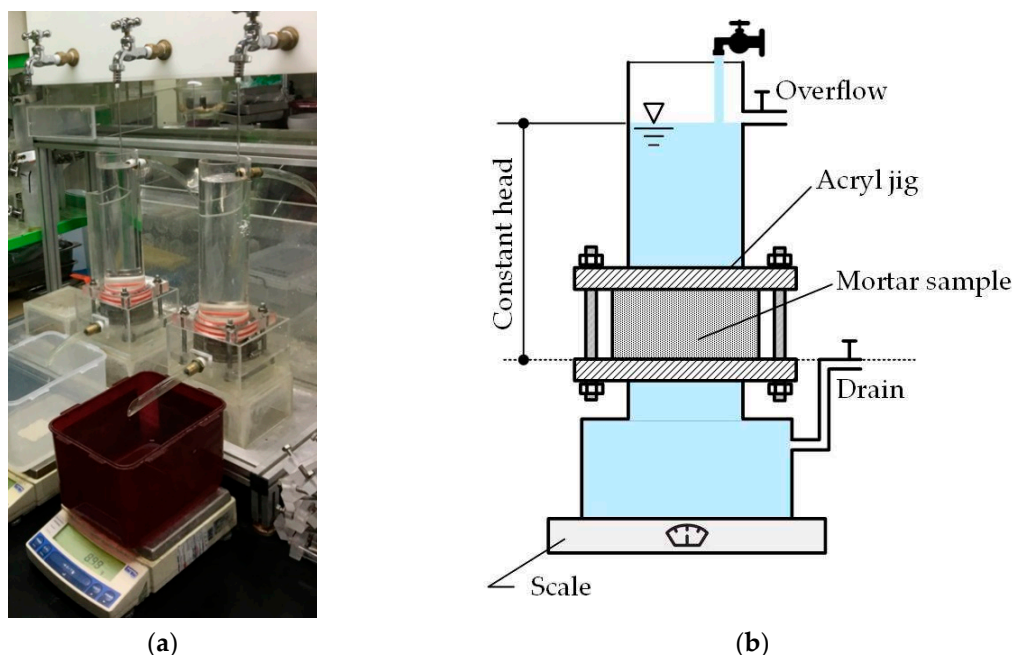 Overflow
Acryl jig
Constant head
Mortar sample
Drain
Scale
(a)
(b)